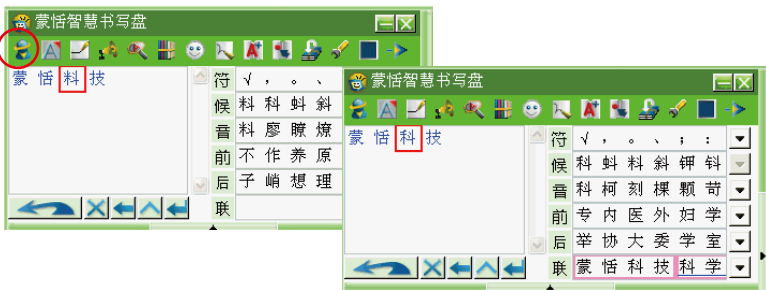 蒙恬智慧书写盘
蒙恬料技
符 √ , 。 、
候 料 科 蚪 斜
音 料 廖 瞭 燎
前 不 作 养 原
后 子 峭 想 理
联
蒙恬智慧书写盘
蒙恬科技
符 √ , 。 、 ; :
候 科 蚪 料 斜 钾 钭
音 科 柯 刻 棵 颗 苛
前 专 内 医 外 妇 学
后 举 协 大 委 学 室
联 蒙 恬 科 技 科 学